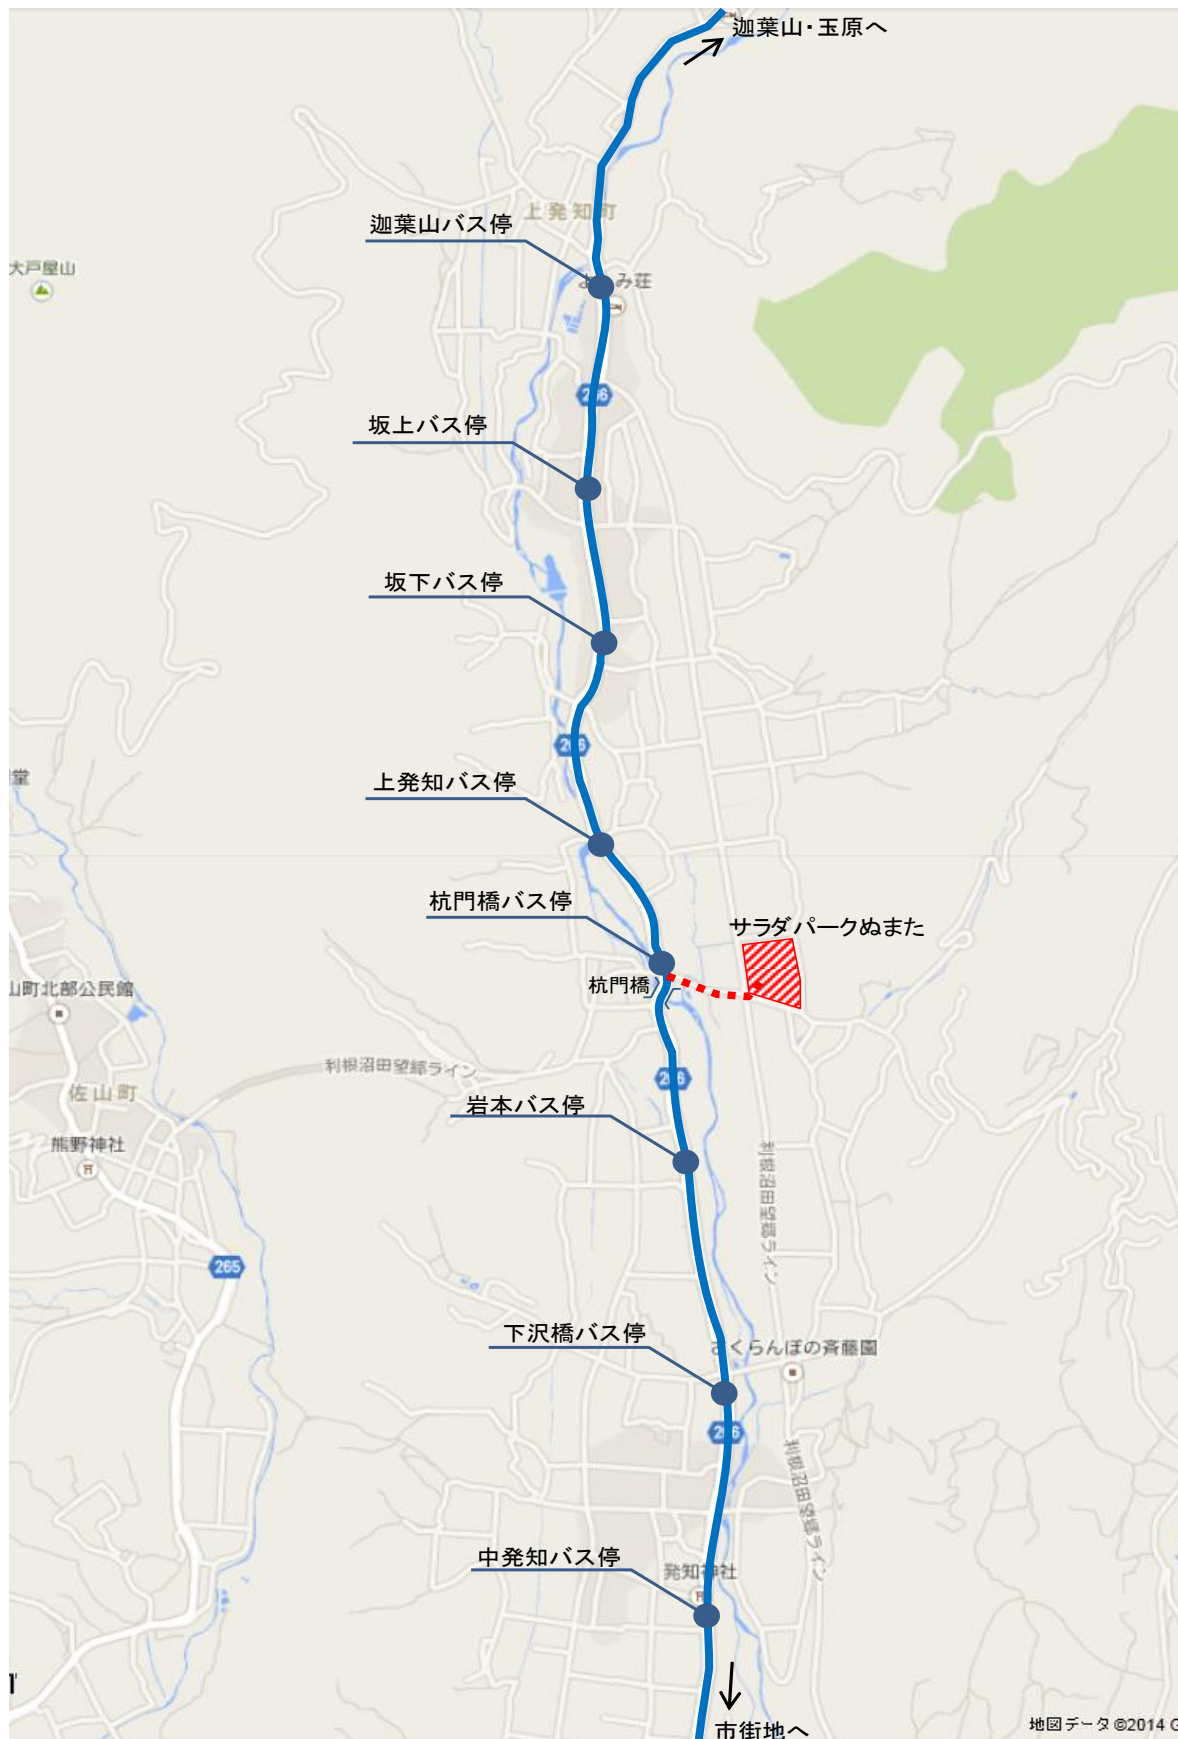 迦葉山・玉原へ
上発知町
迦葉山バス停
大戸屋山
み荘
266
坂上バス停
坂下バス停
266
堂
上発知バス停
杭門橋バス停
サラダパークぬまた
杭門橋
山町北部公民館
利根沼田望郷ライン
266
佐山町
岩本バス停
熊野神社
利根沼田望郷ライン
265
下沢橋バス停
くらんぼの斉藤園
266
利根沼田望郷ライン
中発知バス停
発知神社
市街地へ
地図データ ©2014 G